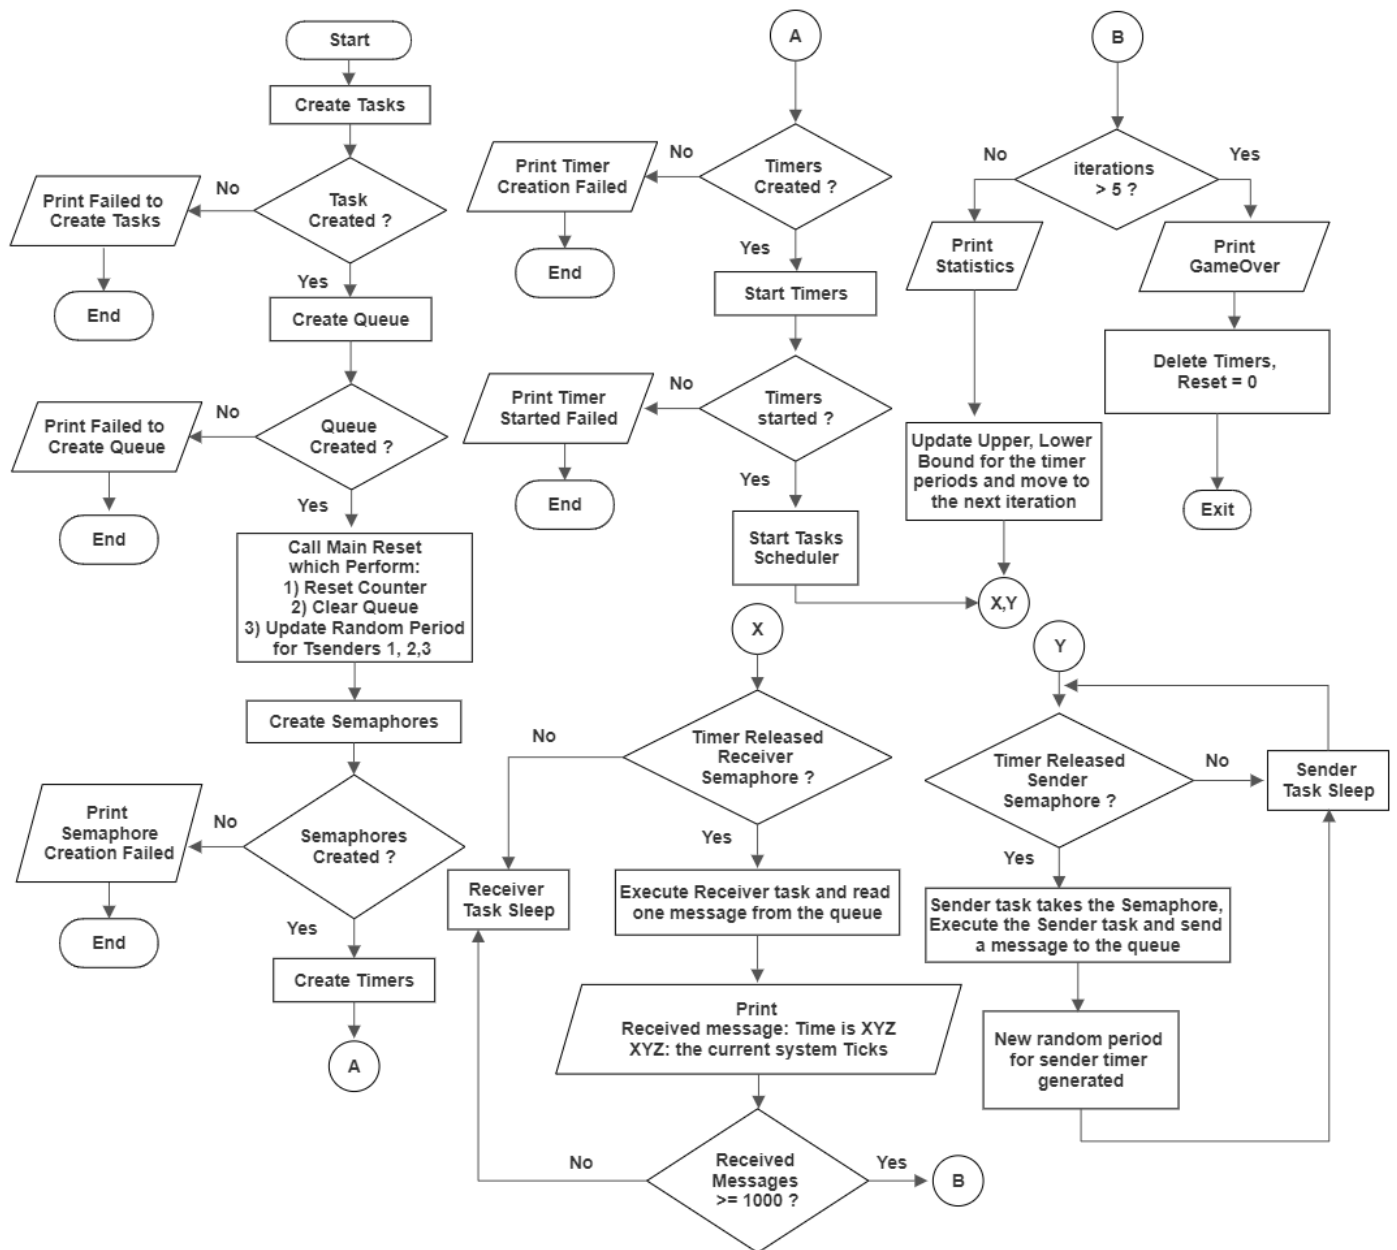 Start
Create Tasks
Task
Created ?
No
Print Failed to
Create Tasks
End
Yes
Create Queue
Queue
Created ?
No
Print Failed to
Create Queue
End
Yes
Call Main Reset
which Perform:
1) Reset Counter
2) Clear Queue
3) Update Random Period
for Tsenders 1, 2,3
Create Semaphores
Semaphores
Created ?
No
Print
Semaphore
Creation Failed
End
Yes
Create Timers
A
A
Timers
Created ?
No
Print Timer
Creation Failed
End
Yes
Start Timers
Timers
started ?
No
Print Timer
Started Failed
End
Yes
Start Tasks
Scheduler
X,Y
B
iterations
> 5 ?
No
Yes
Print
Statistics
Print
GameOver
Update Upper, Lower
Bound for the timer
periods and move to
the next iteration
Delete Timers,
Reset = 0
Exit
X
Timer Released
Receiver
Semaphore ?
No
Receiver
Task Sleep
Yes
Execute Receiver task and read
one message from the queue
Print
Received message: Time is XYZ
XYZ: the current system Ticks
Received
Messages
>= 1000 ?
No
Yes
B
Y
Timer Released
Sender
Semaphore ?
No
Sender
Task Sleep
Yes
Sender task takes the Semaphore,
Execute the Sender task and send
a message to the queue
New random period
for sender timer
generated